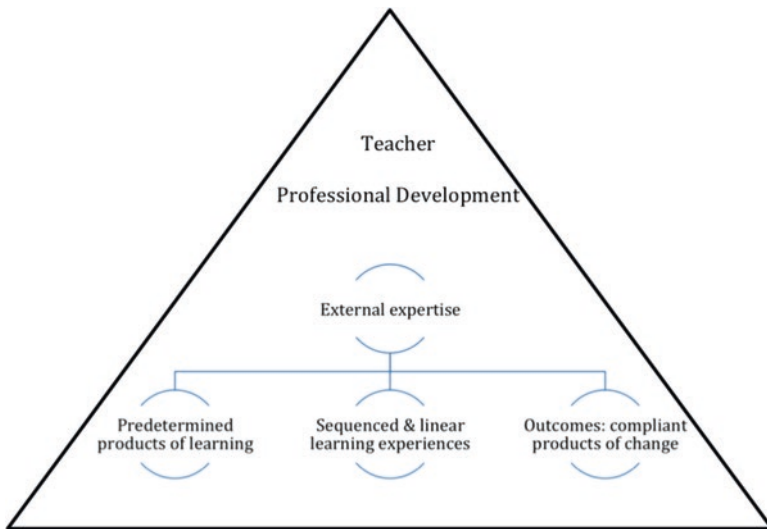 Teacher
Professional Development
External expertise
Predetermined
products of learning
Sequenced & linear
learning experiences
Outcomes: compliant
products of change